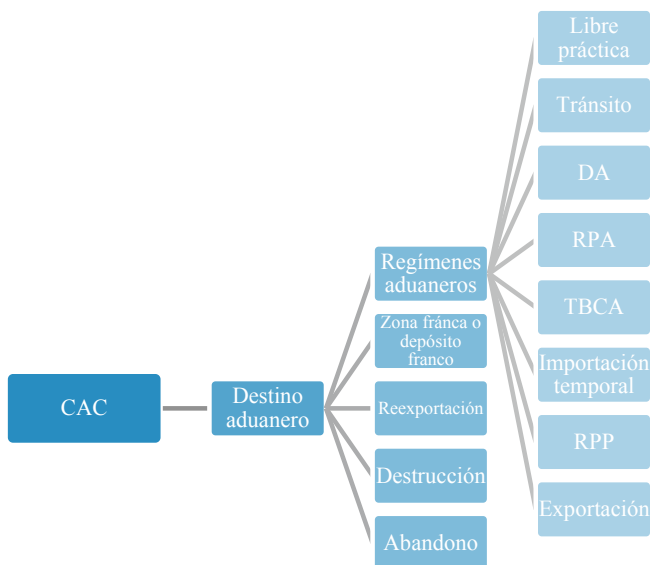 CAC
Destino
aduanero
Regímenes
aduaneros
Zona fránca o
depósito
franco
Reexportación
Destrucción
Abandono
Libre
práctica
Tránsito
DA
RPA
TBCA
Importación
temporal
RPP
Exportación